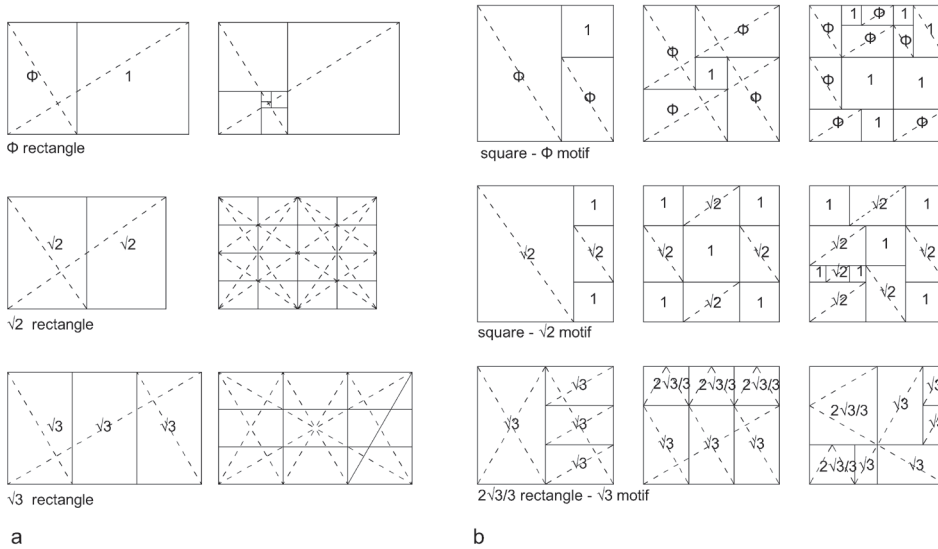 Φ 1
Φ rectangle
√2 √2
√2 rectangle
√3 √3 √3
√3 rectangle
a
Φ 1 Φ
Φ Φ 1 Φ Φ
Φ 1 Φ 1 1 Φ Φ Φ 1 1 Φ 1 Φ
square - Φ motif
√2 1 √2 1
1 √2 1 √2 1 √2 1 √2 1
1 √2 1 √2 1 1 √2 1 √2 √2 1
square - √2 motif
√3 √3 √3 √3
2√3/3 2√3/3 2√3/3 √3 √3 √3
2√3/3 √3 √3 2√3/3 √3 √3
2√3/3 rectangle - √3 motif
b